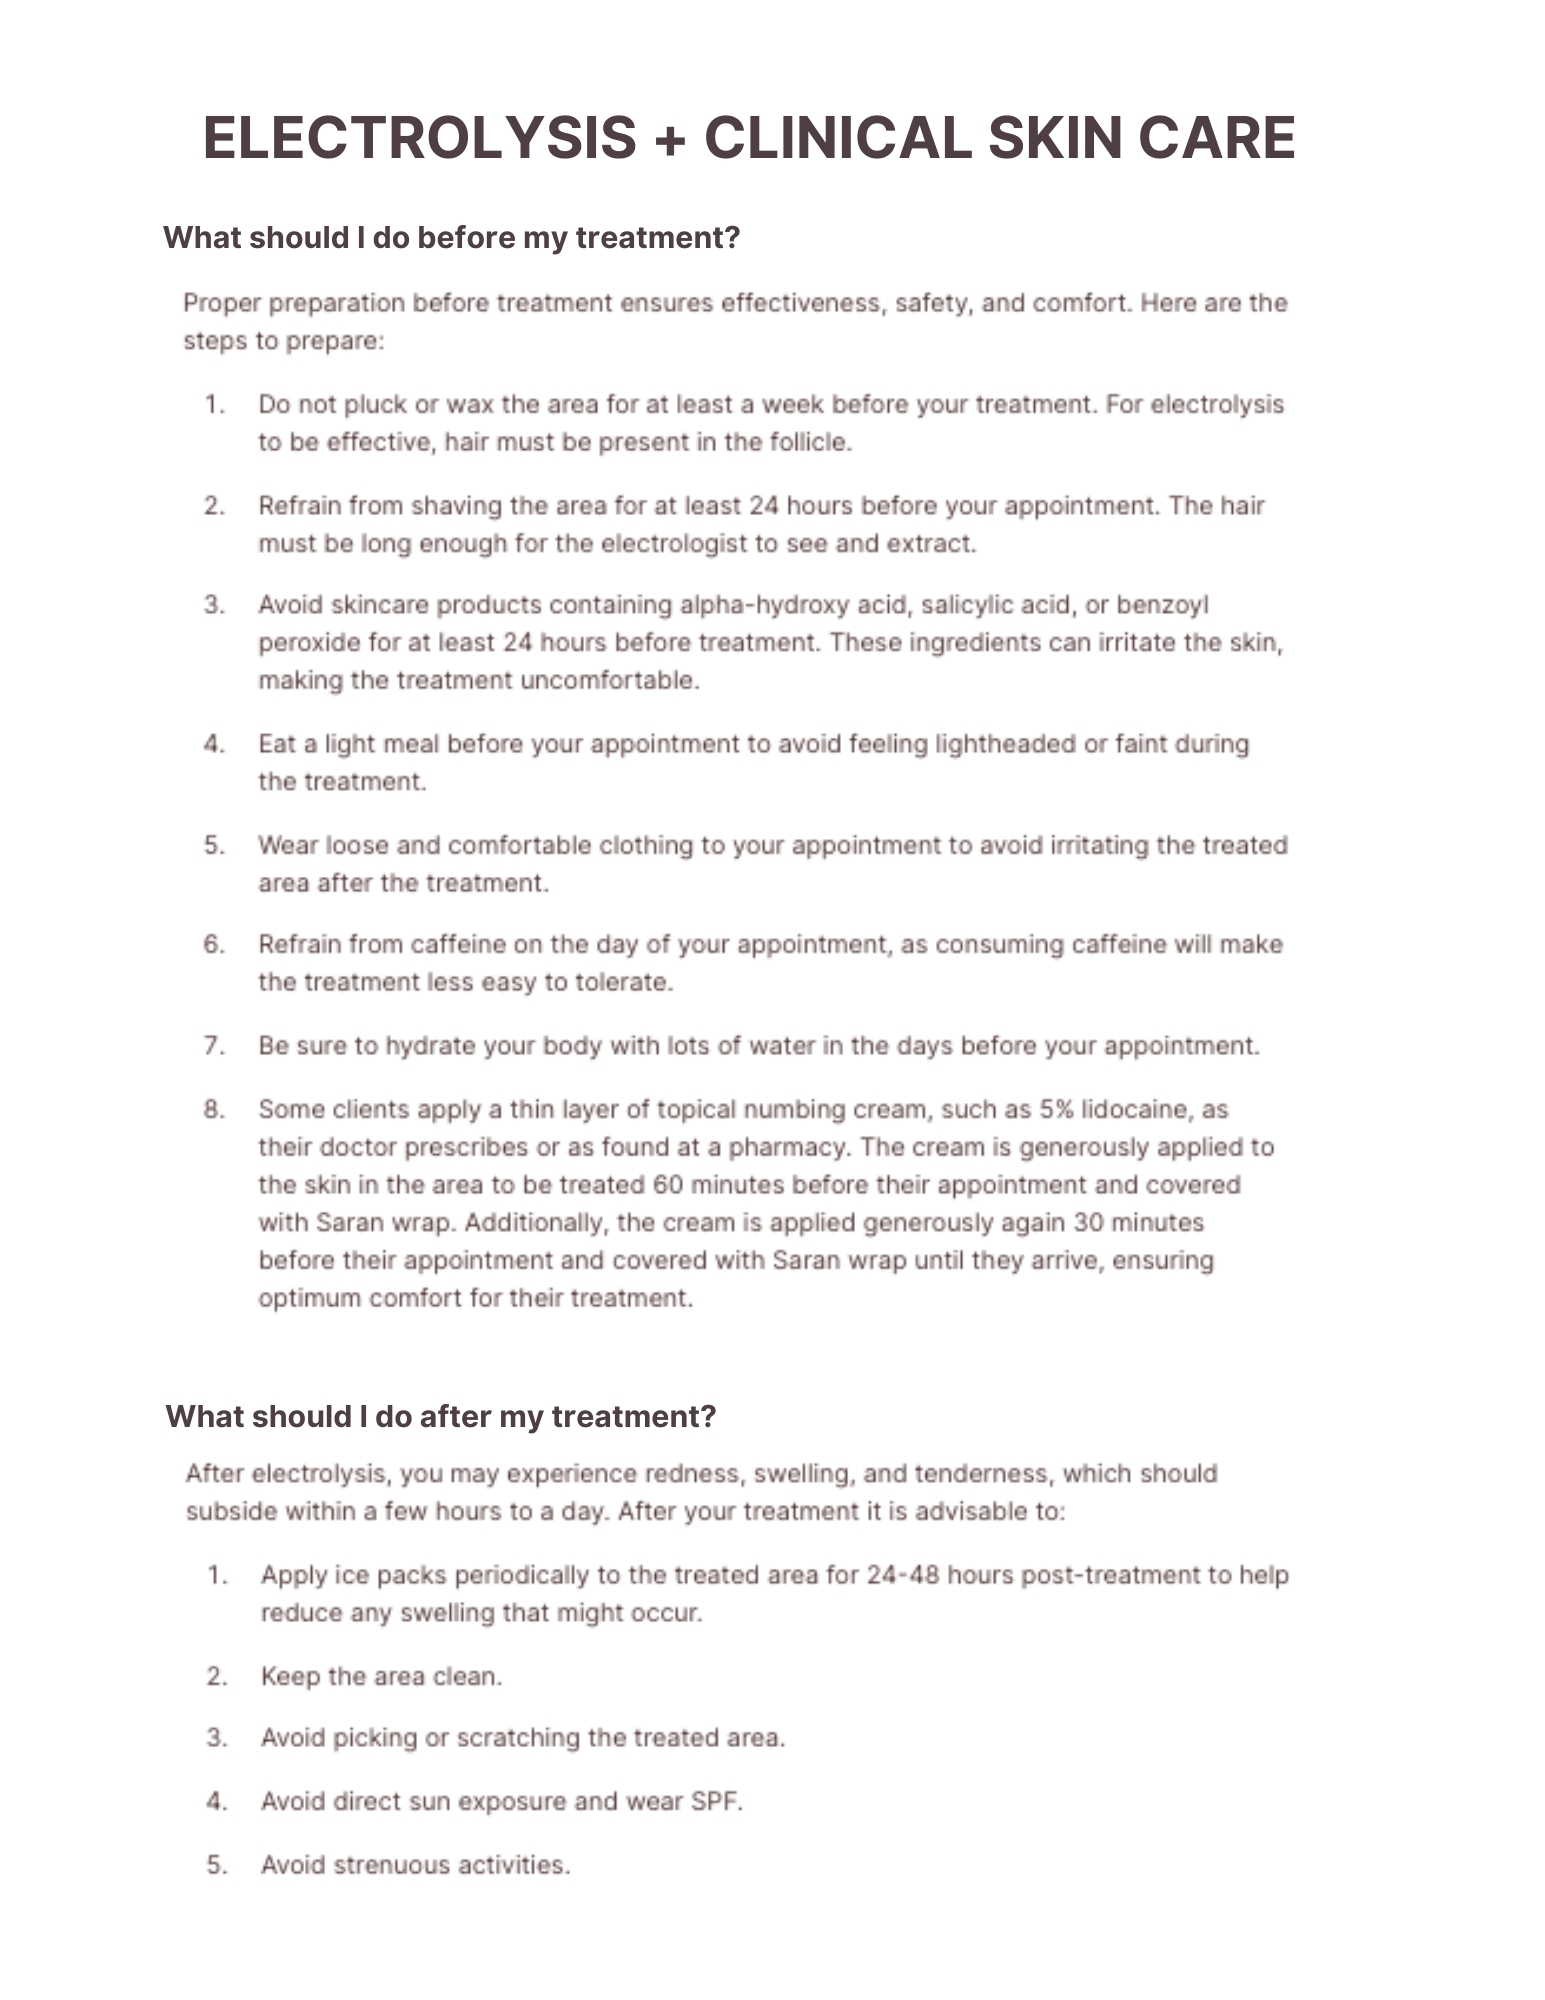 ELECTROLYSIS + CLINICAL SKIN CARE
What should I do before my treatment?
Proper preparation before treatment ensures effectiveness, safety, and comfort. Here are the
steps to prepare:
1. Do not pluck or wax the area for at least a week before your treatment. For electrolysis
to be effective, hair must be present in the follicle.
2. Refrain from shaving the area for at least 24 hours before your appointment. The hair
must be long enough for the electrologist to see and extract.
3. Avoid skincare products containing alpha-hydroxy acid, salicylic acid, or benzoyl
peroxide for at least 24 hours before treatment. These ingredients can irritate the skin,
making the treatment uncomfortable.
4. Eat a light meal before your appointment to avoid feeling lightheaded or faint during
the treatment.
5. Wear loose and comfortable clothing to your appointment to avoid irritating the treated
area after the treatment.
6. Refrain from caffeine on the day of your appointment, as consuming caffeine will make
the treatment less easy to tolerate.
7. Be sure to hydrate your body with lots of water in the days before your appointment.
8. Some clients apply a thin layer of topical numbing cream, such as 5% lidocaine, as
their doctor prescribes or as found at a pharmacy. The cream is generously applied to
the skin in the area to be treated 60 minutes before their appointment and covered
with Saran wrap. Additionally, the cream is applied generously again 30 minutes
before their appointment and covered with Saran wrap until they arrive, ensuring
optimum comfort for their treatment.
What should I do after my treatment?
After electrolysis, you may experience redness, swelling, and tenderness, which should
subside within a few hours to a day. After your treatment it is advisable to:
1. Apply ice packs periodically to the treated area for 24-48 hours post-treatment to help
reduce any swelling that might occur.
2. Keep the area clean.
3. Avoid picking or scratching the treated area.
4. Avoid direct sun exposure and wear SPF.
5. Avoid strenuous activities.